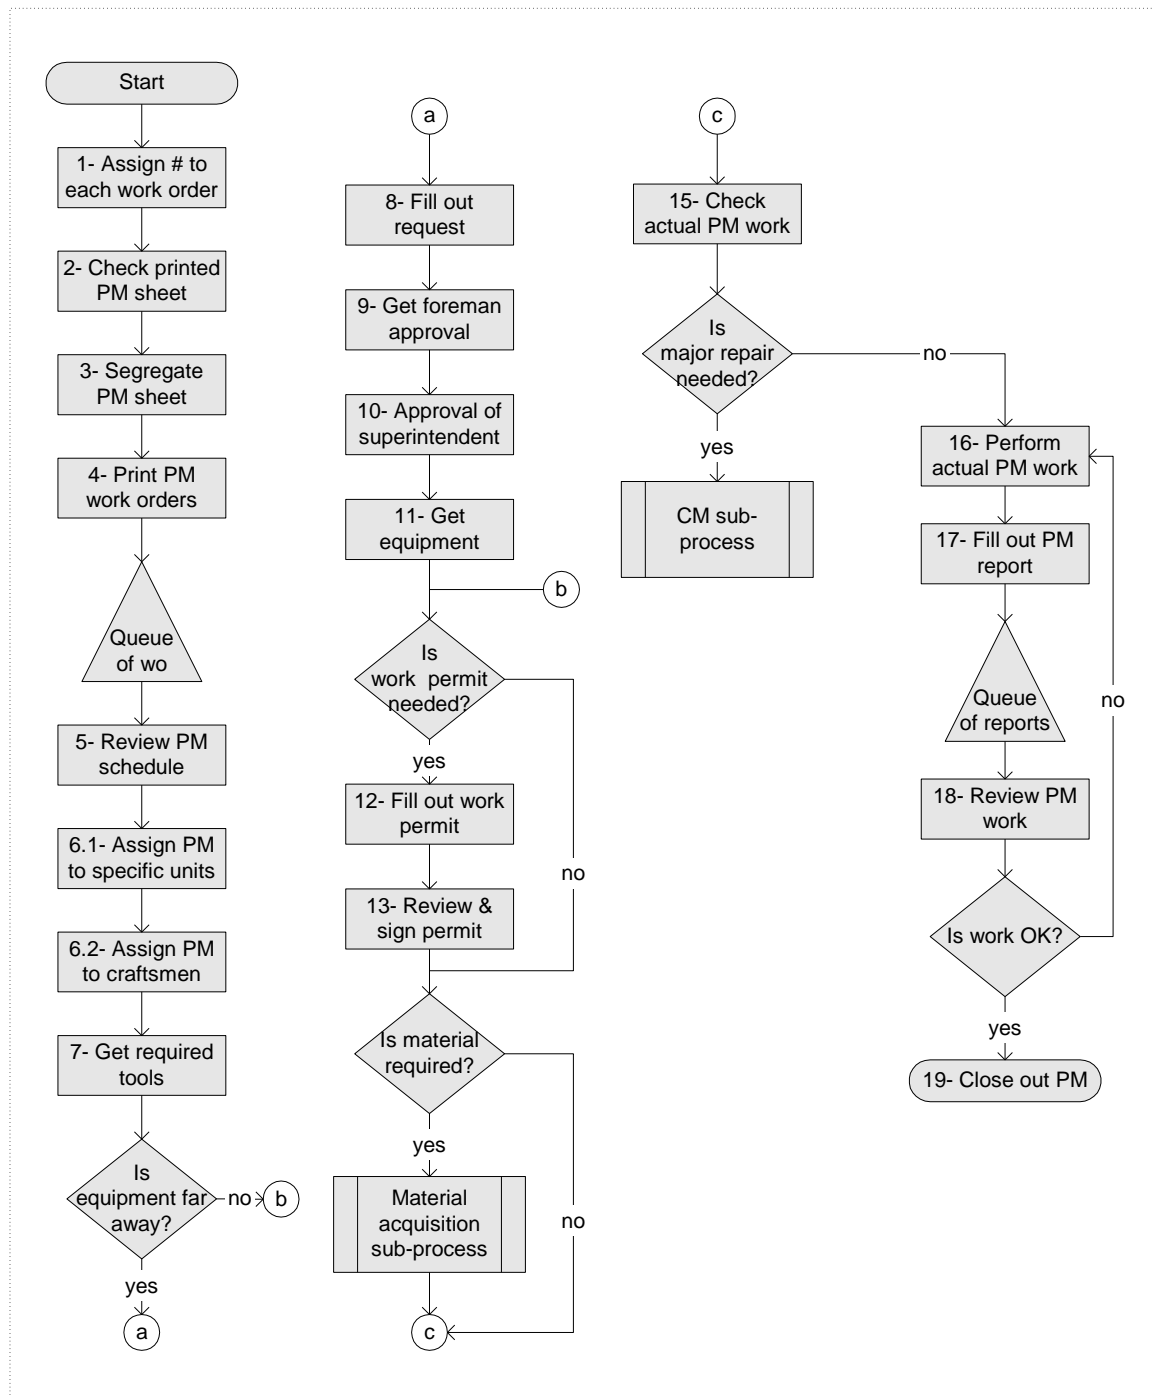 Start
1- Assign # to
each work order
2- Check printed
PM sheet
3- Segregate
PM sheet
4- Print PM
work orders
Queue
of wo
5- Review PM
schedule
6.1- Assign PM
to specific units
6.2- Assign PM
to craftsmen
7- Get required
tools
Is
equipment far
away?
no
b
yes
a
a
8- Fill out
request
9- Get foreman
approval
10- Approval of
superintendent
11- Get
equipment
b
Is
work permit
needed?
yes
12- Fill out work
permit
no
13- Review &
sign permit
Is material
required?
yes
Material
acquisition
sub-process
no
c
c
15- Check
actual PM work
Is
major repair
needed?
no
yes
CM sub-
process
16- Perform
actual PM work
17- Fill out PM
report
Queue
of reports
no
18- Review PM
work
Is work OK?
yes
19- Close out PM